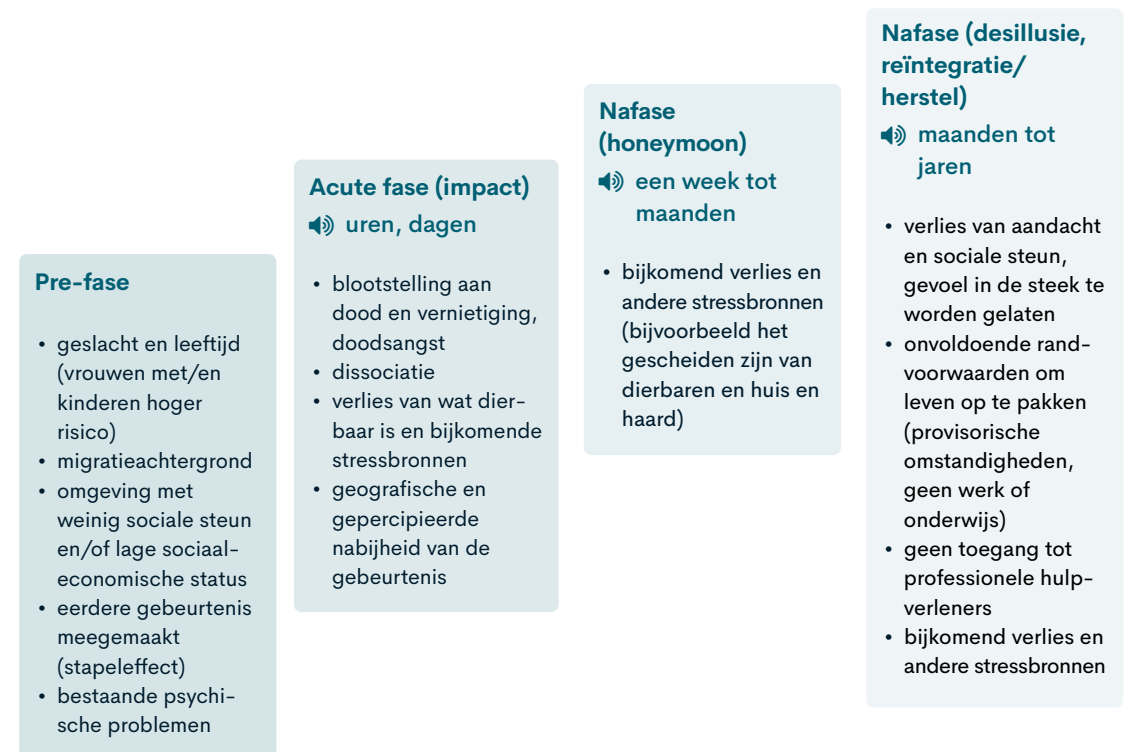 Pre-fase
• geslacht en leeftijd
(vrouwen met/en
kinderen hoger
risico)
• migratieachtergrond
• omgeving met
weinig sociale steun
en/of lage sociaal-
economische status
• eerdere gebeurtenis
meegemaakt
(stapeleffect)
• bestaande psychi-
sche problemen
Acute fase (impact)
uren, dagen
• blootstelling aan
dood en vernietiging,
doodsangst
• dissociatie
• verlies van wat dier-
baar is en bijkomende
stressbronnen
• geografische en
gepercipieerde
nabijheid van de
gebeurtenis
Nafase
(honeymoon)
een week tot
maanden
• bijkomend verlies en
andere stressbronnen
(bijvoorbeeld het
gescheiden zijn van
dierbaren en huis en
haard)
Nafase (desillusie,
reïntegratie/
herstel)
maanden tot
jaren
• verlies van aandacht
en sociale steun,
gevoel in de steek te
worden gelaten
• onvoldoende rand-
voorwaarden om
leven op te pakken
(provisorische
omstandigheden,
geen werk of
onderwijs)
• geen toegang tot
professionele hulp-
verleners
• bijkomend verlies en
andere stressbronnen